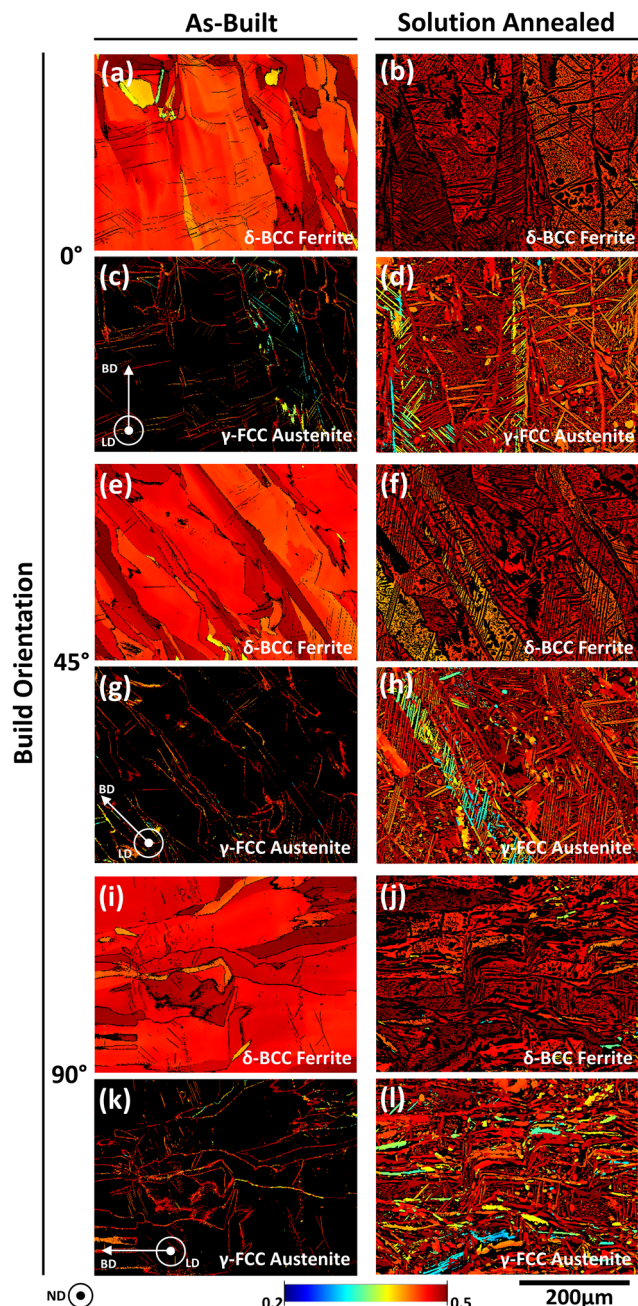 As-Built
Solution Annealed
Build Orientation
0°
(a)
δ-BCC Ferrite
(b)
δ-BCC Ferrite
(c)
BD
LD
γ-FCC Austenite
(d)
γ-FCC Austenite
45°
(e)
δ-BCC Ferrite
(f)
δ-BCC Ferrite
(g)
BD
LD
γ-FCC Austenite
(h)
γ-FCC Austenite
90°
(i)
δ-BCC Ferrite
(j)
δ-BCC Ferrite
(k)
BD
LD
γ-FCC Austenite
(l)
γ-FCC Austenite
ND
0.2
0.5
200μm